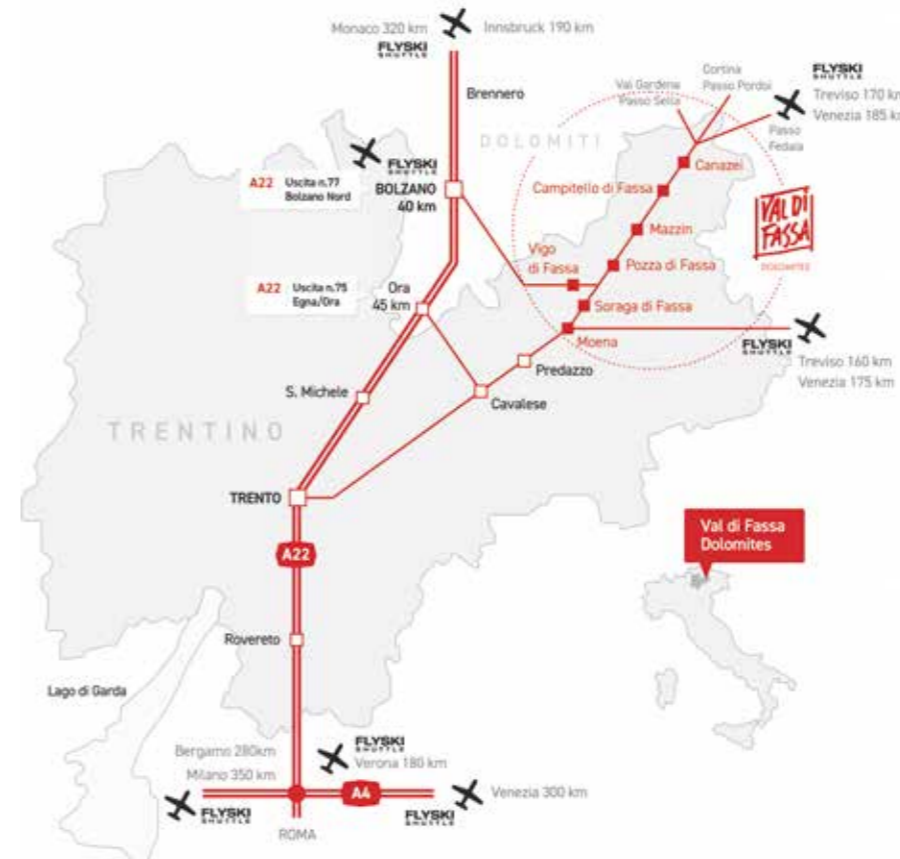 Monaco 320 km
Innsbruck 190 km
FLYSKI
SHUTTLE
Brennero
Val Gardena
Passo Sella
Cortina
Passo Pordoi
FLYSKI
SHUTTLE
Treviso 170 km
Venezia 185 km
Passo
Fedaia
DOLOMITI
FLYSKI
SHUTTLE
A22 Uscita n.77
Bolzano Nord
BOLZANO
40 km
Canazei
Campitello di Fassa
VAL DI
FASSA
DOLOMITES
Mazzin
Vigo
di Fassa
Pozza di Fassa
A22 Uscita n.75
Egna/Ora
Ora
45 km
Soraga di Fassa
Moena
FLYSKI
SHUTTLE
Treviso 160 km
Venezia 175 km
Predazzo
S. Michele
Cavalese
TRENTINO
TRENTO
Val di Fassa
Dolomites
A22
Rovereto
Lago di Garda
Bergamo 280km
Milano 350 km
FLYSKI
SHUTTLE
Verona 180 km
A4
Venezia 300 km
FLYSKI
SHUTTLE
FLYSKI
SHUTTLE
ROMA